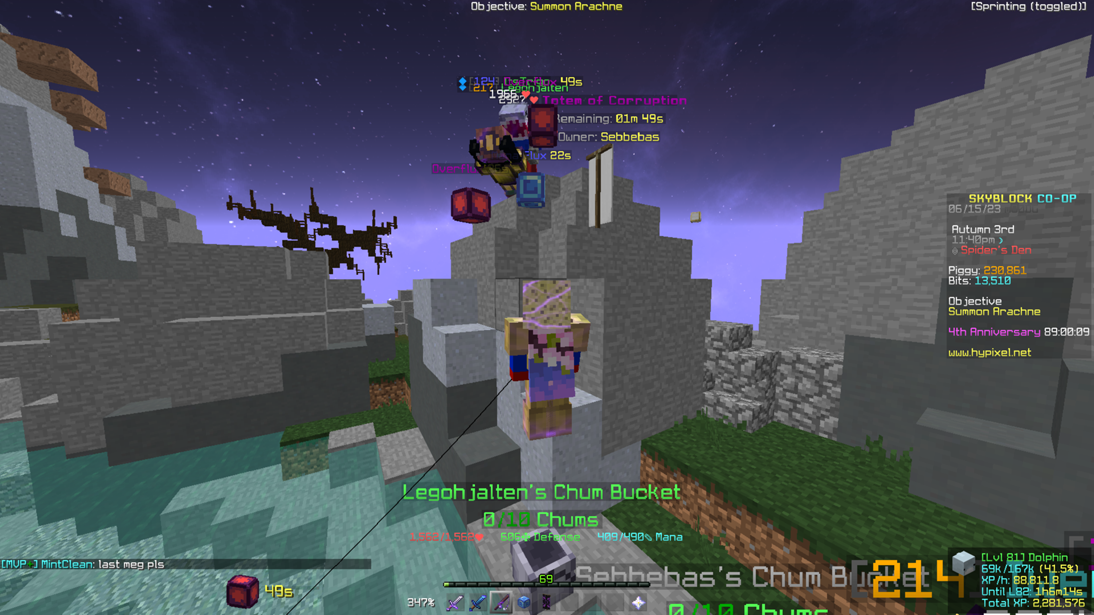 Objective: Summon Arachne
[Sprinting (toggled)]
49s
[217] Legohjalten
Totem of Corruption
Remaining: 01m 49s
Owner: Sebbebas
Flux 22s
SKYBLOCK CO-OP
06/15/23
Autumn 3rd
11:40pm
Spider's Den
Piggy: 230,861
Bits: 13,510
Objective
Summon Arachne
4th Anniversary 89:00:09
www.hypixel.net
Legohjalten's Chum Bucket
0/10 Chums
Defense
409/490 Mana
[MVP+] MintClean: last meg pls
49s
347%
69
Sebbebas's Chum Bucket
0/10 Chums
214
[Lvl 81] Dolphin
69k/167k (41.5%)
XP/h: 88,811.8
Until L82: 1h6m14s
Total XP: 2,281,576